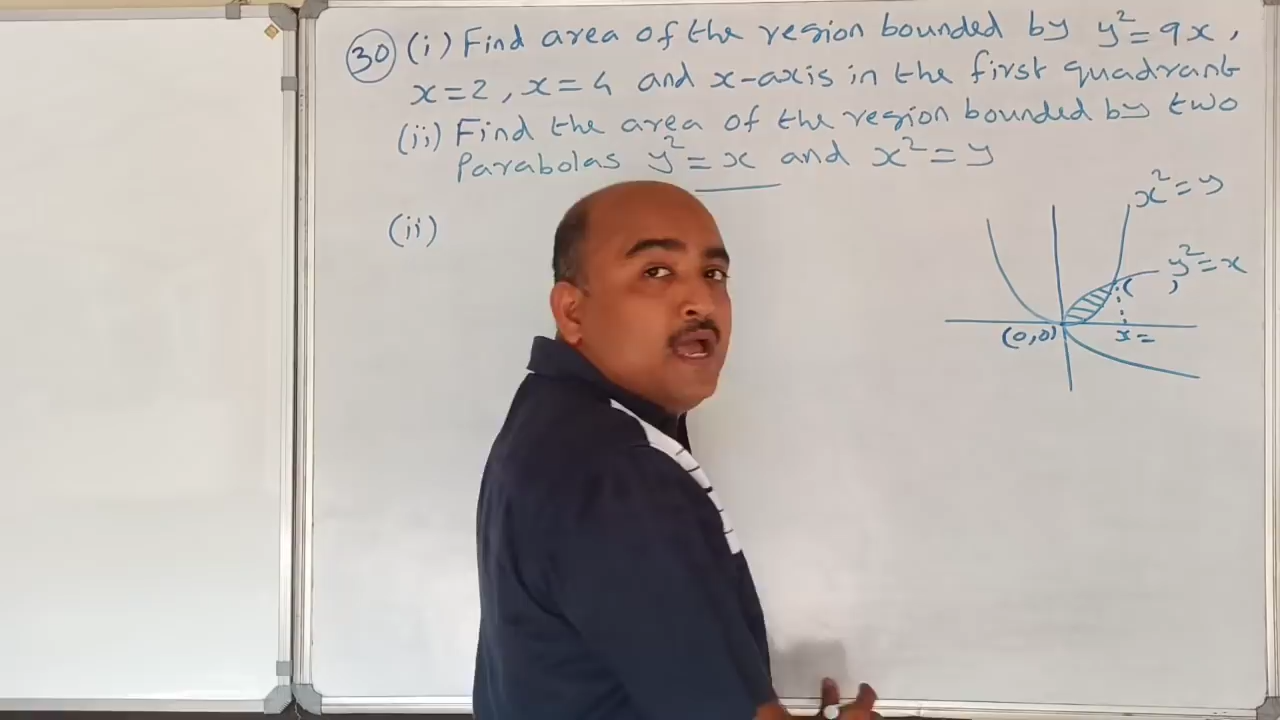 30 (i) Find area of the region bounded by y² = 9x,
x=2, x=4 and x-axis in the first quadrant
(ii) Find the area of the region bounded by two
Parabolas y² = x and x² = y
(ii)
x² = y
y² = x
( , )
(0,0) x=